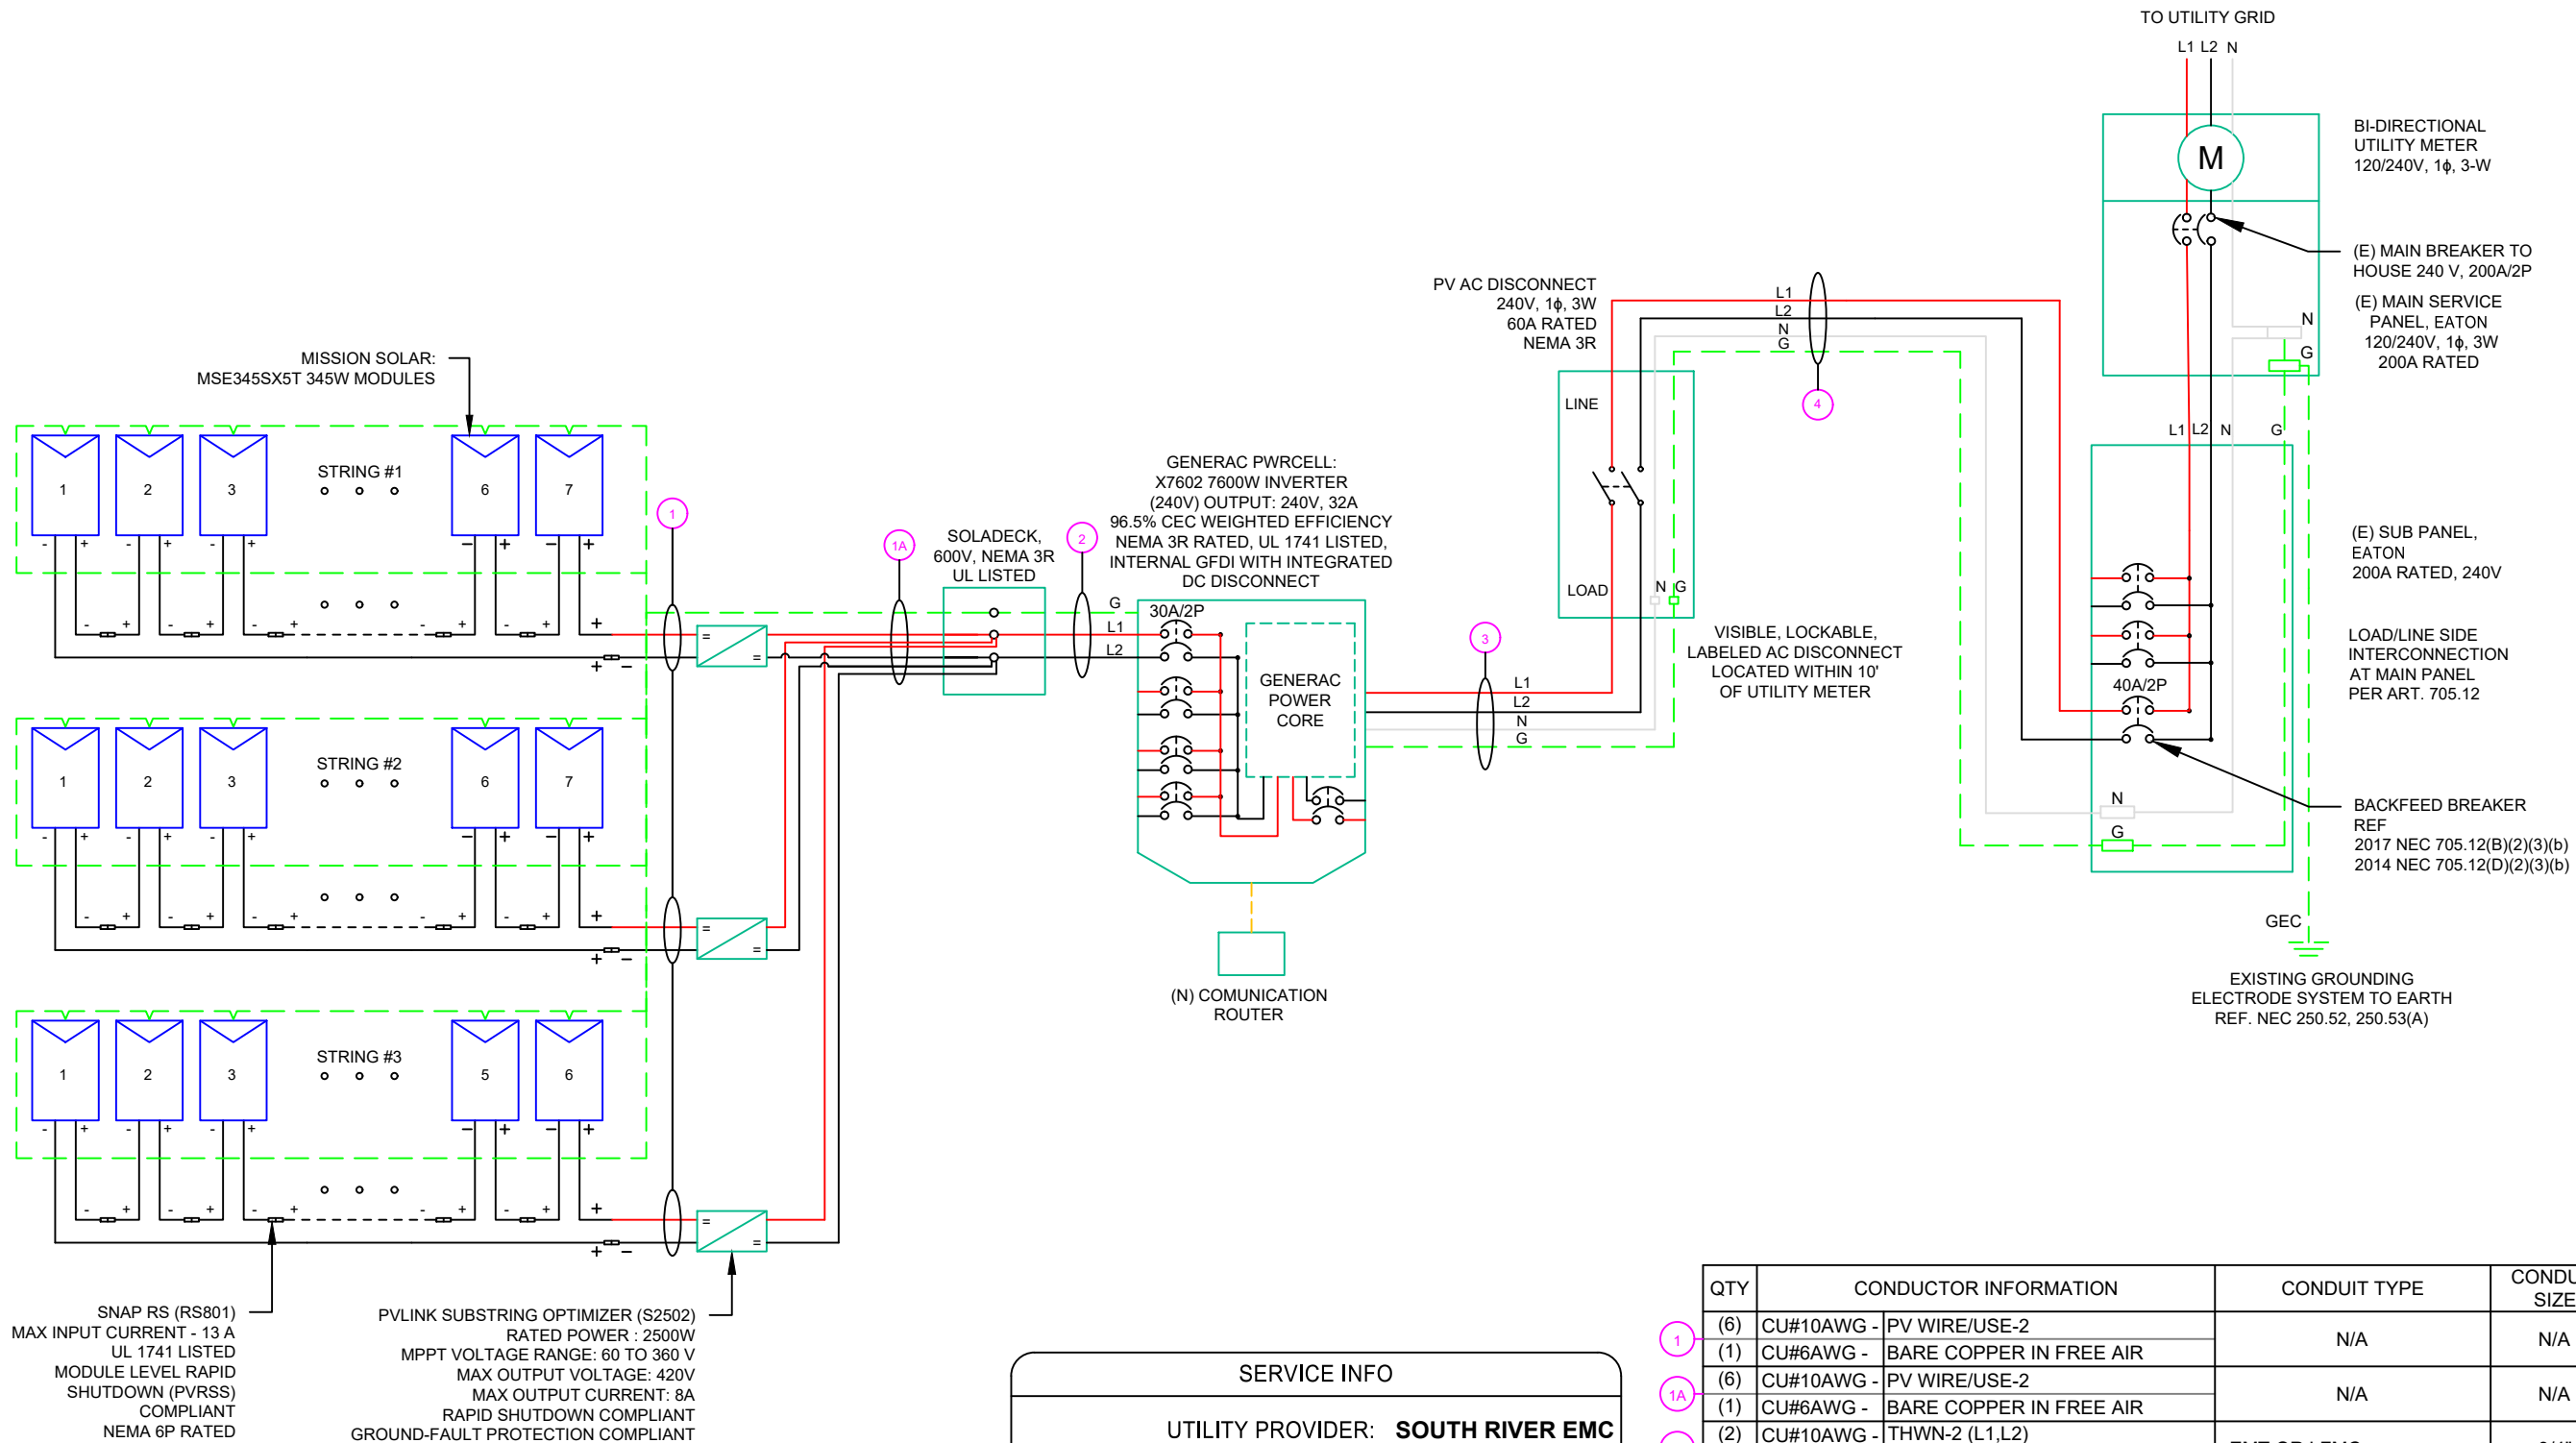 TO UTILITY GRID
L1 L2 N
M
BI-DIRECTIONAL
UTILITY METER
120/240V, 1ɸ, 3-W
(E) MAIN BREAKER TO
HOUSE 240 V, 200A/2P
(E) MAIN SERVICE
PANEL, EATON
120/240V, 1ɸ, 3W
200A RATED
N
G
L1 L2 N G
(E) SUB PANEL,
EATON
200A RATED, 240V
LOAD/LINE SIDE
INTERCONNECTION
AT MAIN PANEL
PER ART. 705.12
40A/2P
N
G
BACKFEED BREAKER
REF
2017 NEC 705.12(B)(2)(3)(b)
2014 NEC 705.12(D)(2)(3)(b)
GEC
EXISTING GROUNDING
ELECTRODE SYSTEM TO EARTH
REF. NEC 250.52, 250.53(A)
PV AC DISCONNECT
240V, 1ɸ, 3W
60A RATED
NEMA 3R
L1
L2
N
G
4
LINE
LOAD
N G
VISIBLE, LOCKABLE,
LABELED AC DISCONNECT
LOCATED WITHIN 10'
OF UTILITY METER
3
L1
L2
N
G
GENERAC PWRCELL:
X7602 7600W INVERTER
(240V) OUTPUT: 240V, 32A
96.5% CEC WEIGHTED EFFICIENCY
NEMA 3R RATED, UL 1741 LISTED,
INTERNAL GFDI WITH INTEGRATED
DC DISCONNECT
30A/2P
GENERAC
POWER
CORE
(N) COMUNICATION
ROUTER
G
L1
L2
2
SOLADECK,
600V, NEMA 3R
UL LISTED
1A
1
MISSION SOLAR:
MSE345SX5T 345W MODULES
STRING #1
1 2 3 6 7
- + - + - + - + - +
- + - + - + - + - + +
+ -
= =
STRING #2
1 2 3 6 7
- + - + - + - + - +
- + - + - + - + - + +
+ -
= =
STRING #3
1 2 3 5 6
- + - + - + - + - +
- + - + - + - + - + +
+ -
= =
SNAP RS (RS801)
MAX INPUT CURRENT - 13 A
UL 1741 LISTED
MODULE LEVEL RAPID
SHUTDOWN (PVRSS)
COMPLIANT
NEMA 6P RATED
PVLINK SUBSTRING OPTIMIZER (S2502)
RATED POWER : 2500W
MPPT VOLTAGE RANGE: 60 TO 360 V
MAX OUTPUT VOLTAGE: 420V
MAX OUTPUT CURRENT: 8A
RAPID SHUTDOWN COMPLIANT
GROUND-FAULT PROTECTION COMPLIANT
SERVICE INFO
UTILITY PROVIDER: SOUTH RIVER EMC
QTY CONDUCTOR INFORMATION CONDUIT TYPE
SIZE
1
(6) CU#10AWG - PV WIRE/USE-2 N/A N/A
(1) CU#6AWG - BARE COPPER IN FREE AIR
1A
(6) CU#10AWG - PV WIRE/USE-2 N/A N/A
(1) CU#6AWG - BARE COPPER IN FREE AIR
(2) CU#10AWG - THWN-2 (L1,L2)